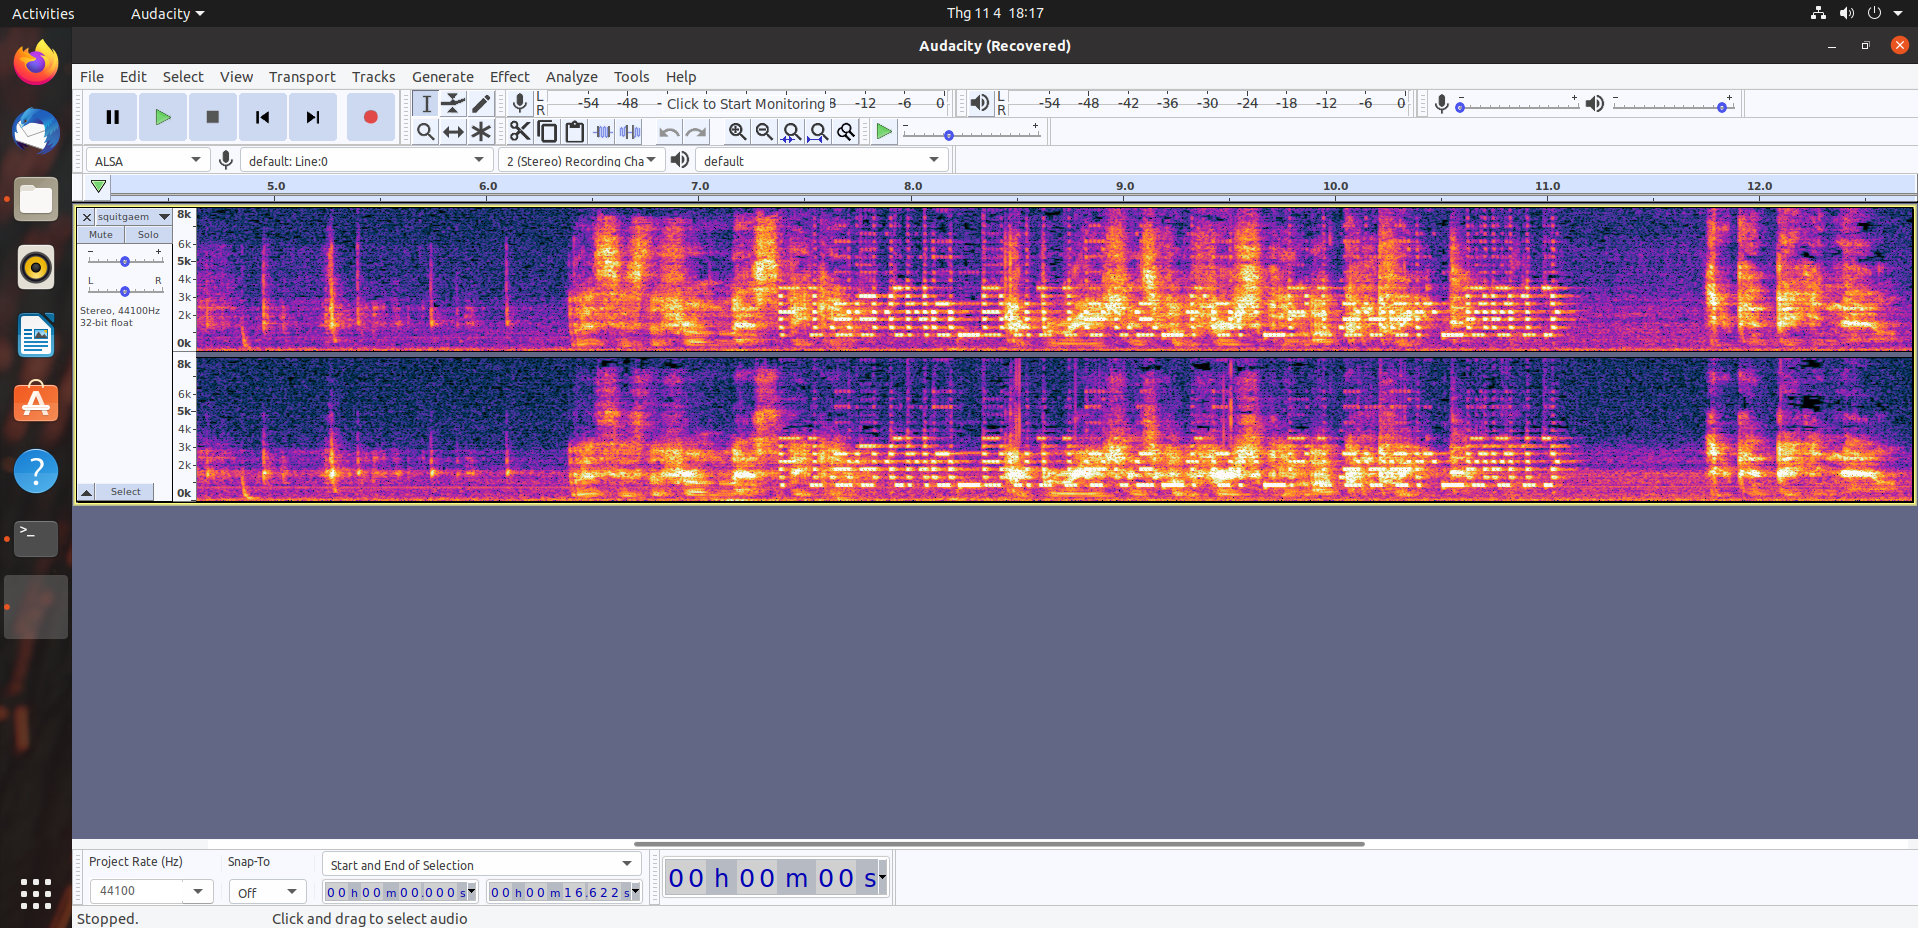 Activities Audacity Thg 11 4 18:17
Audacity (Recovered)
File Edit Select View Transport Tracks Generate Effect Analyze Tools Help
L R -54 -48 - Click to Start Monitoring 8 -12 -6 0 L R -54 -48 -42 -36 -30 -24 -18 -12 -6 0 - + - +
- +
ALSA default: Line:0 2 (Stereo) Recording Cha default
5.0 6.0 7.0 8.0 9.0 10.0 11.0 12.0
squitgaem 8k
Mute Solo
- + 6k
5k
L R 4k
3k
Stereo, 44100Hz 2k
32-bit float
0k
8k
6k
5k
4k
3k
2k
Select 0k
Project Rate (Hz) Snap-To Start and End of Selection
44100 Off 00 h 00 m 00.000 s 00 h 00 m 16.622 s 00 h 00 m 00 s
Stopped. Click and drag to select audio